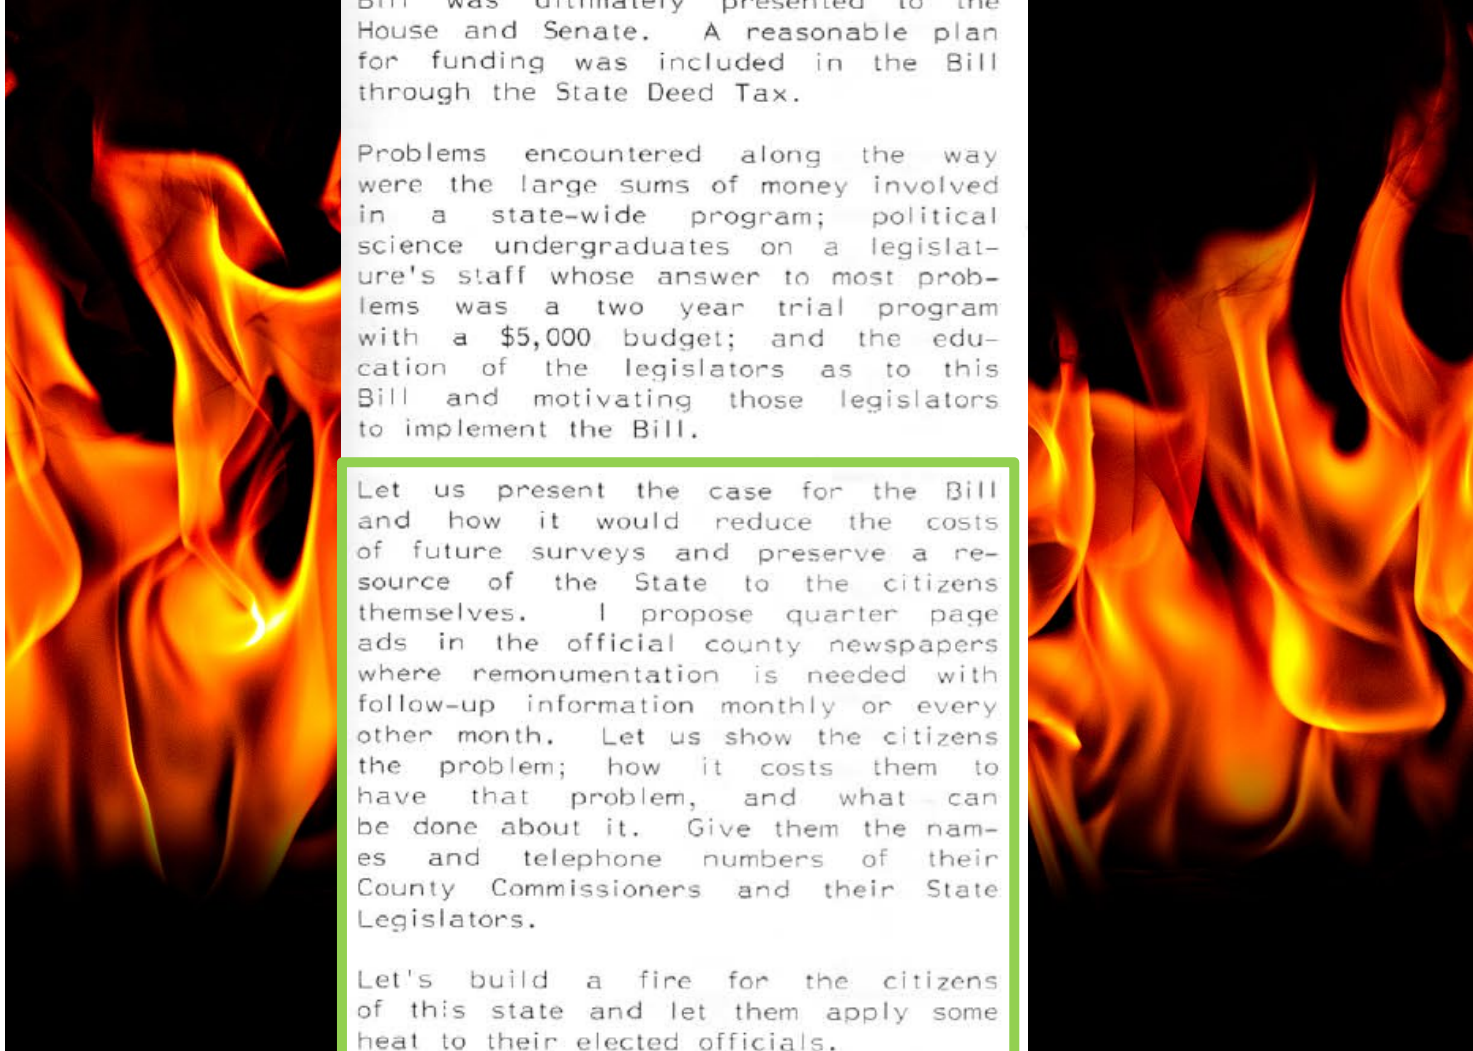 Bill was ultimately presented to the
House and Senate. A reasonable plan
for funding was included in the Bill
through the State Deed Tax.
Problems encountered along the way
were the large sums of money involved
in a state-wide program; political
science undergraduates on a legislat-
ure's staff whose answer to most prob-
lems was a two year trial program
with a $5,000 budget; and the edu-
cation of the legislators as to this
Bill and motivating those legislators
to implement the Bill.
Let us present the case for the Bill
and how it would reduce the costs
of future surveys and preserve a re-
source of the State to the citizens
themselves. I propose quarter page
ads in the official county newspapers
where remonumentation is needed with
follow-up information monthly or every
other month. Let us show the citizens
the problem; how it costs them to
have that problem, and what can
be done about it. Give them the nam-
es and telephone numbers of their
County Commissioners and their State
Legislators.
Let's build a fire for the citizens
of this state and let them apply some
heat to their elected officials.